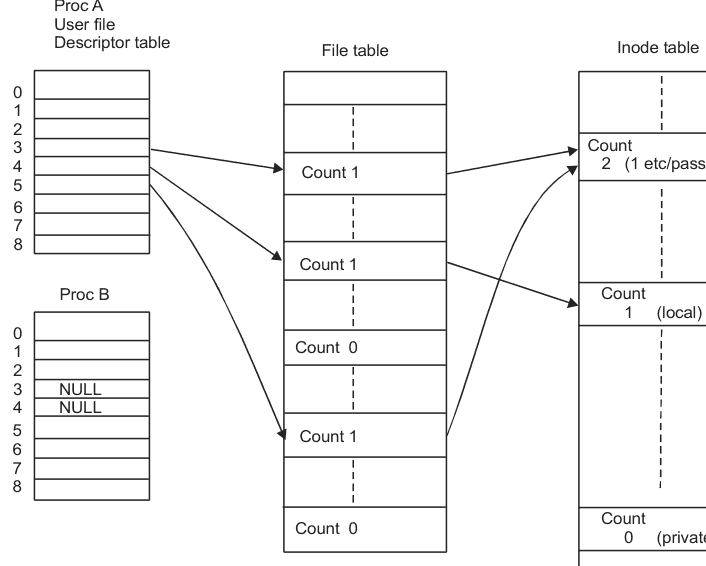 Proc A
User file
Descriptor table
0
1
2
3
4
5
6
7
8
Proc B
0
1
2
3 NULL
4 NULL
5
6
7
8
File table
Count 1
Count 1
Count 0
Count 1
Count 0
Inode table
Count
2 (1 etc/pass
Count
1 (local)
Count
0 (private